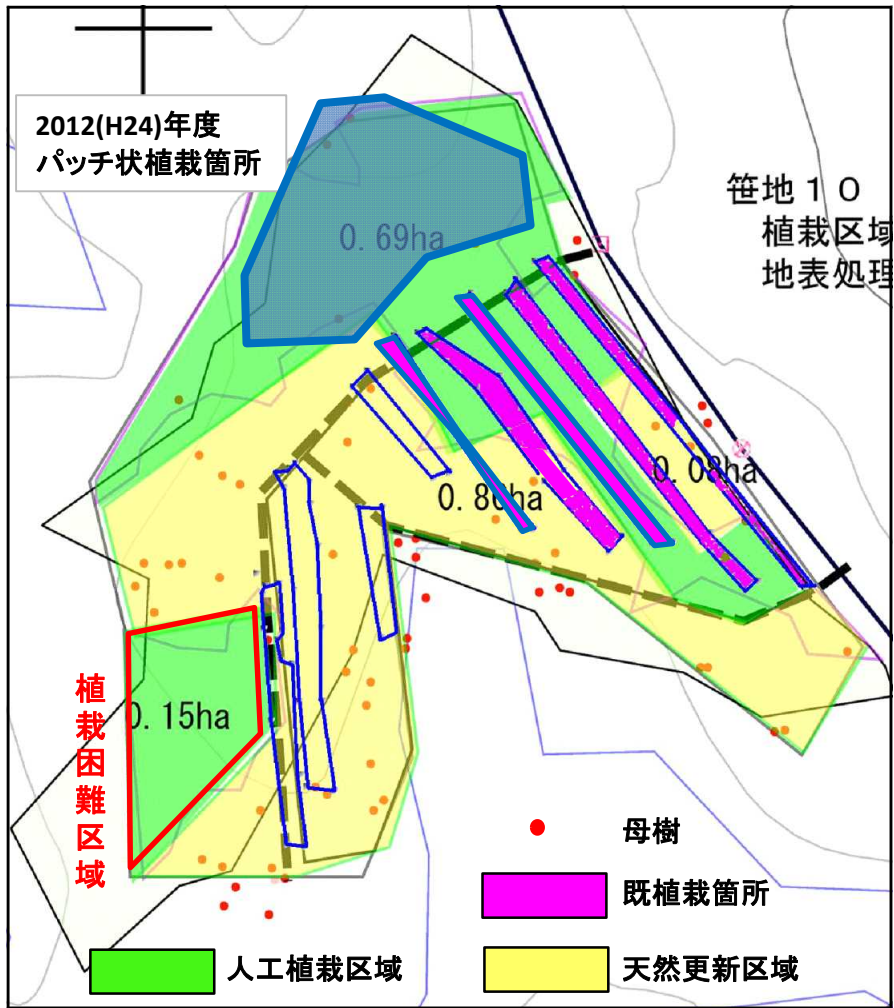 2012(H24)年度
パッチ状植栽箇所
笹地10
植栽区域
地表処理
0.69ha
0.08ha
0.86ha
0.15ha
植栽困難区域
母樹
既植栽箇所
人工植栽区域
天然更新区域